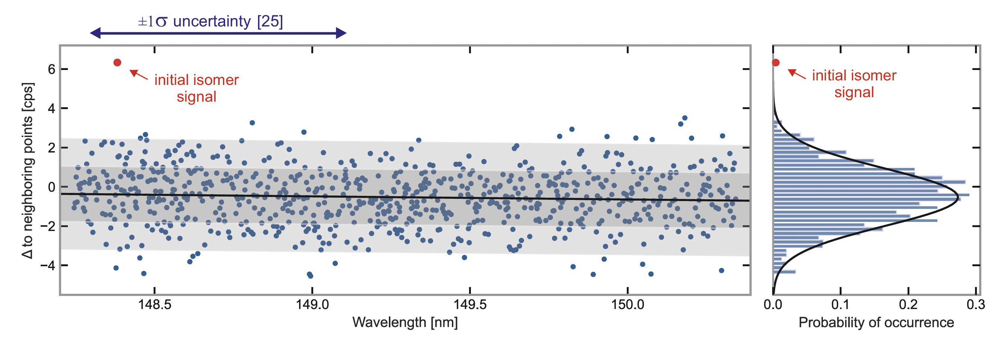 ±1σ uncertainty [25]
Δ to neighboring points [cps]
6
4
2
0
−2
−4
initial isomer
signal
148.5
149.0
149.5
150.0
Wavelength [nm]
initial isomer
signal
0.0
0.1
0.2
0.3
Probability of occurrence